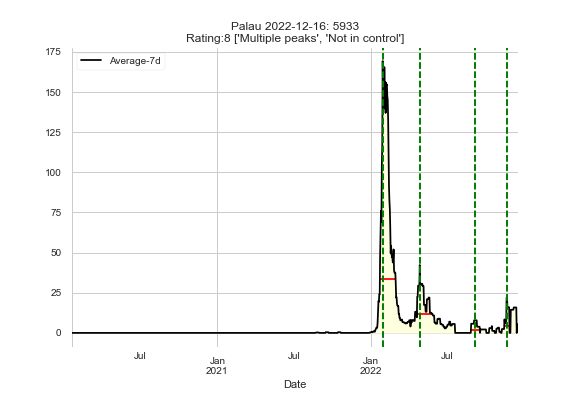 Palau 2022-12-16: 5933
Rating:8 ['Multiple peaks', 'Not in control']
175
Average-7d
150
125
100
75
50
25
0
Jul
Jan
2021
Jul
Jan
2022
Jul
Date